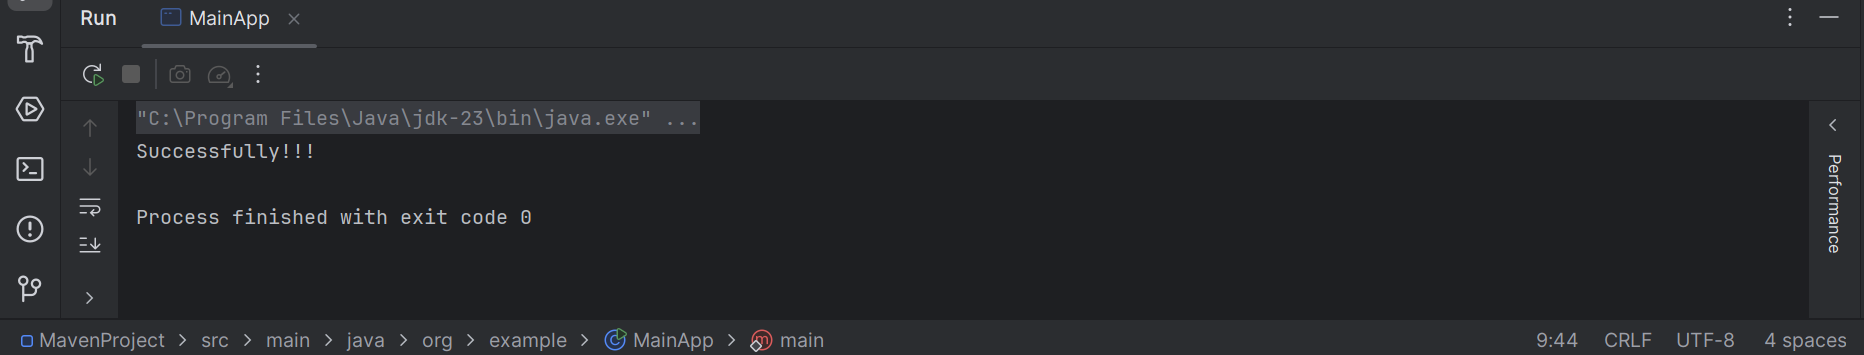 Run MainApp
"C:\Program Files\Java\jdk-23\bin\java.exe" ...
Successfully!!!
Process finished with exit code 0
Performance
MavenProject > src > main > java > org > example > MainApp > main 9:44 CRLF UTF-8 4 spaces